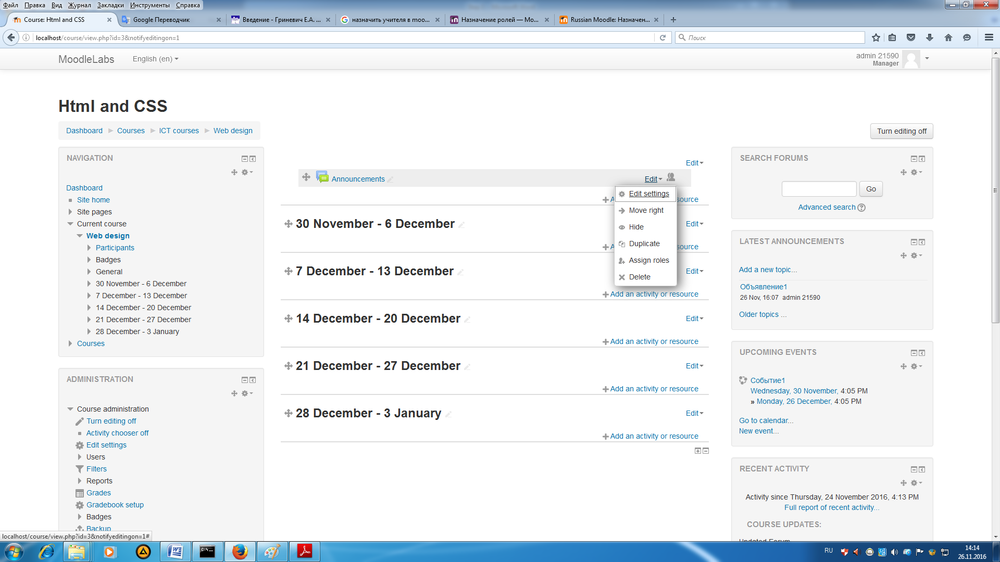 Файл Правка Вид Журнал Закладки Инструменты Справка
Course: Html and CSS
Google Переводчик
Введение - Гриневич Е.А. ...
назначить учителя в moo...
Назначение ролей — Mo...
Russian Moodle: Назначен...
localhost/course/view.php?id=3&notifyeditingon=1
Поиск
MoodleLabs
English (en)
admin 21590
Manager
Html and CSS
Dashboard
Courses
ICT courses
Web design
Turn editing off
NAVIGATION
Dashboard
Site home
Site pages
Current course
Web design
Participants
Badges
General
30 November - 6 December
7 December - 13 December
14 December - 20 December
21 December - 27 December
28 December - 3 January
Courses
ADMINISTRATION
Course administration
Turn editing off
Activity chooser off
Edit settings
Users
Filters
Reports
Grades
Gradebook setup
Badges
Backup
localhost/course/view.php?id=3&notifyeditingon=1#
Edit
Announcements
Edit
Edit settings
Move right
Hide
Duplicate
Assign roles
Delete
source
30 November - 6 December
Edit
source
7 December - 13 December
Edit
Add an activity or resource
14 December - 20 December
Edit
Add an activity or resource
21 December - 27 December
Edit
Add an activity or resource
28 December - 3 January
Edit
Add an activity or resource
SEARCH FORUMS
Go
Advanced search
LATEST ANNOUNCEMENTS
Add a new topic...
Объявление1
26 Nov, 16:07 admin 21590
Older topics ...
UPCOMING EVENTS
Событие1
Wednesday, 30 November, 4:05 PM
» Monday, 26 December, 4:05 PM
Go to calendar...
New event...
RECENT ACTIVITY
Activity since Thursday, 24 November 2016, 4:13 PM
Full report of recent activity...
COURSE UPDATES:
Updated Forum
RU
14:14
26.11.2016